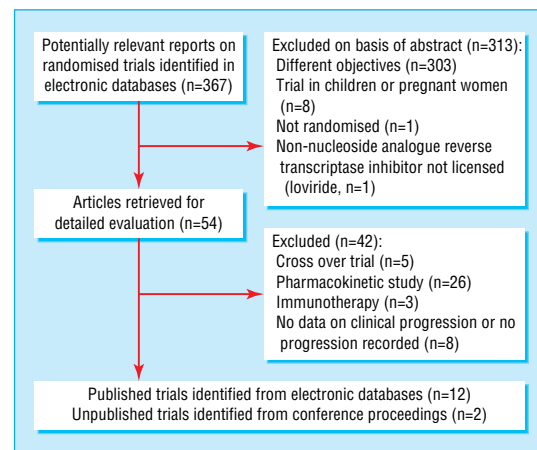 Potentially relevant reports on
randomised trials identified in
electronic databases (n=367)
Excluded on basis of abstract (n=313):
Different objectives (n=303)
Trial in children or pregnant women
(n=8)
Not randomised (n=1)
Non-nucleoside analogue reverse
transcriptase inhibitor not licensed
(loviride, n=1)
Articles retrieved for
detailed evaluation (n=54)
Excluded (n=42):
Cross over trial (n=5)
Pharmacokinetic study (n=26)
Immunotherapy (n=3)
No data on clinical progression or no
progression recorded (n=8)
Published trials identified from electronic databases (n=12)
Unpublished trials identified from conference proceedings (n=2)